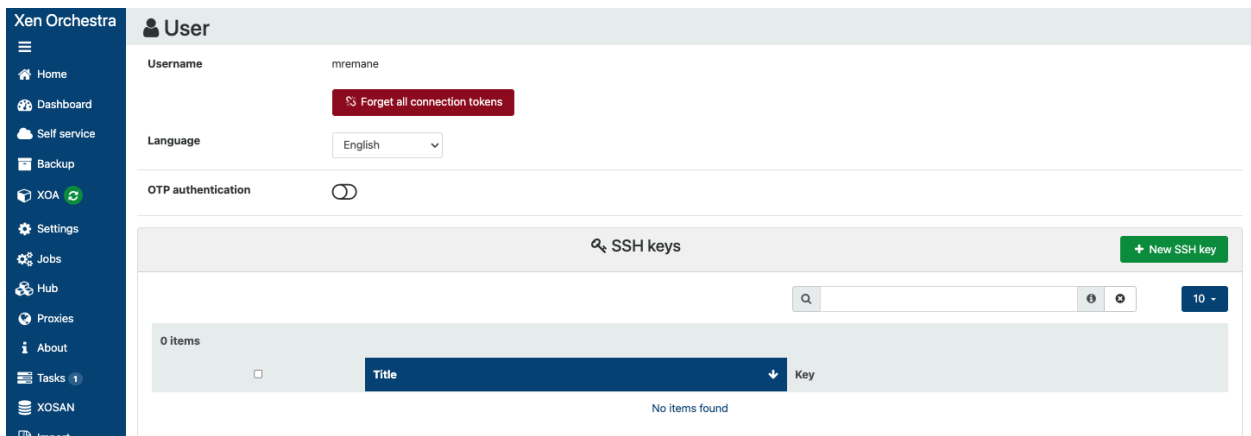 Xen Orchestra
Home
Dashboard
Self service
Backup
XOA
Settings
Jobs
Hub
Proxies
About
Tasks 1
XOSAN
Import
User
Username mremane
Forget all connection tokens
Language English
OTP authentication
SSH keys
+ New SSH key
10
0 items
Title Key
No items found